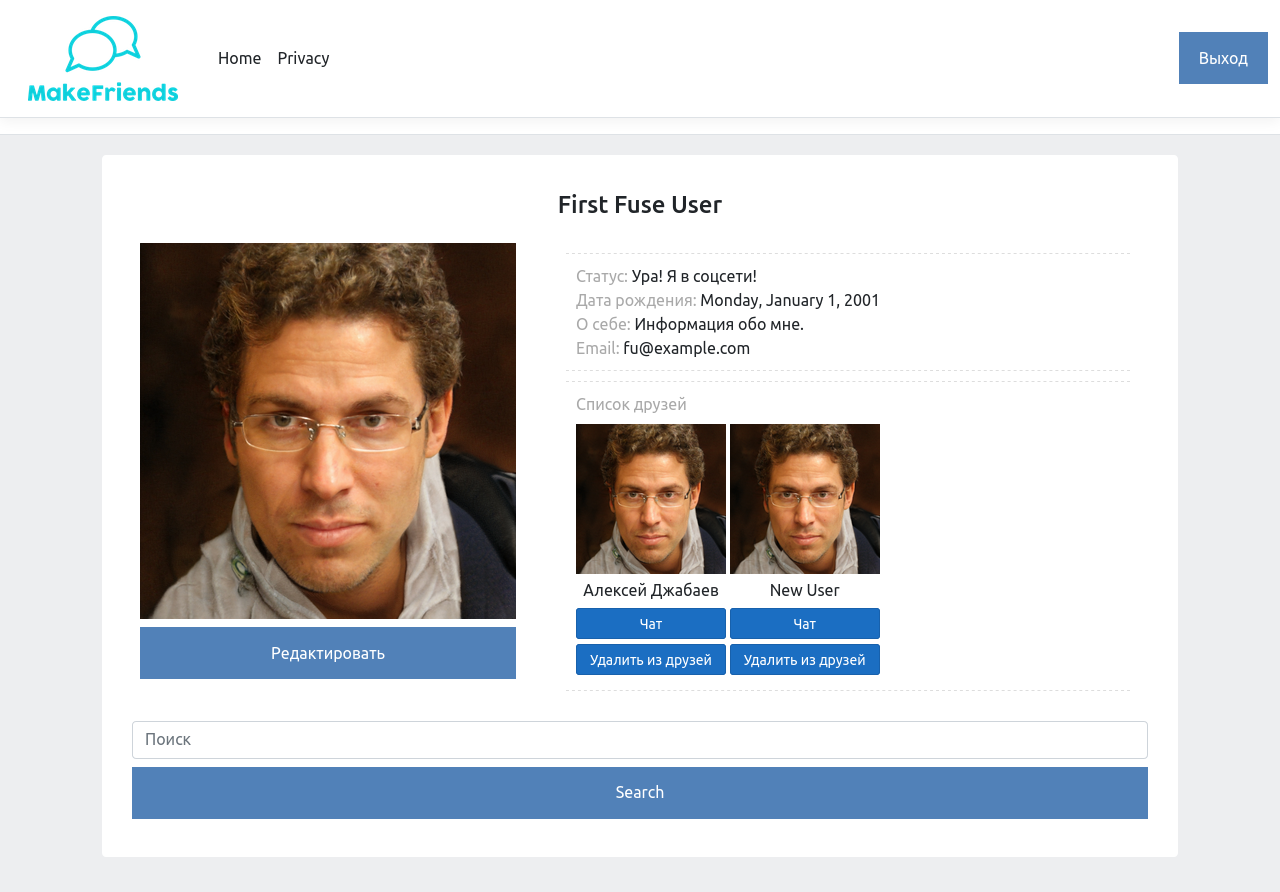 MakeFriends
Home Privacy
Выход
First Fuse User
Статус: Ура! Я в соцсети!
Дата рождения: Monday, January 1, 2001
О себе: Информация обо мне.
Email: fu@example.com
Редактировать
Список друзей
Алексей Джабаев New User
Чат Чат
Удалить из друзей Удалить из друзей
Поиск
Search